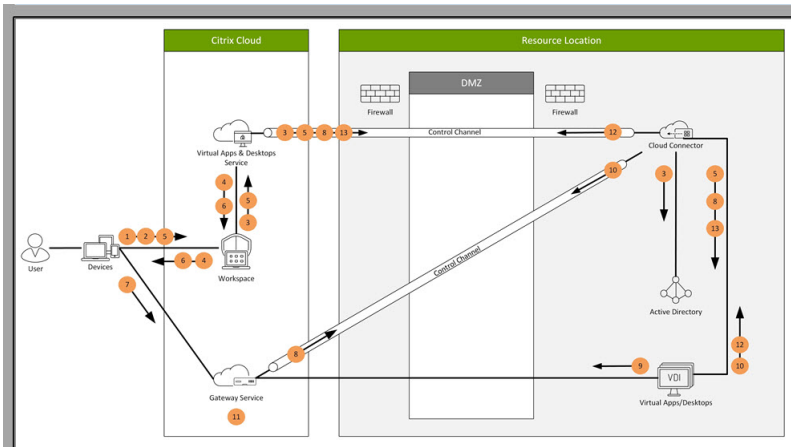 Citrix Cloud
Resource Location
DMZ
Firewall
Firewall
3 5 8 13
Control Channel
12
Virtual Apps & Desktops
Service
Cloud Connector
4
6
5
3
10
3
5
8
13
1 2 5
User
Devices
6 4
Workspace
Control Channel
7
Active Directory
8
12
10
9
VDI
Gateway Service
Virtual Apps/Desktops
11